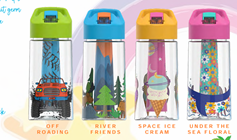 OFF
ROADING
RIVER
FRIENDS
SPACE ICE
CREAM
UNDER THE
SEA FLORAL